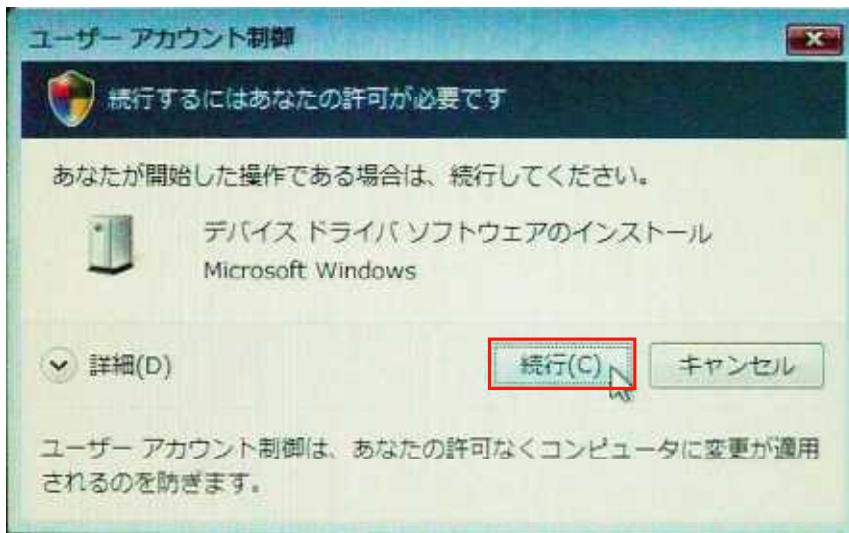 ユーザー アカウント制御
続行するにはあなたの許可が必要です
あなたが開始した操作である場合は、続行してください。
デバイス ドライバ ソフトウェアのインストール
Microsoft Windows
詳細(D)
続行(C)
キャンセル
ユーザー アカウント制御は、あなたの許可なくコンピュータに変更が適用
されるのを防ぎます。